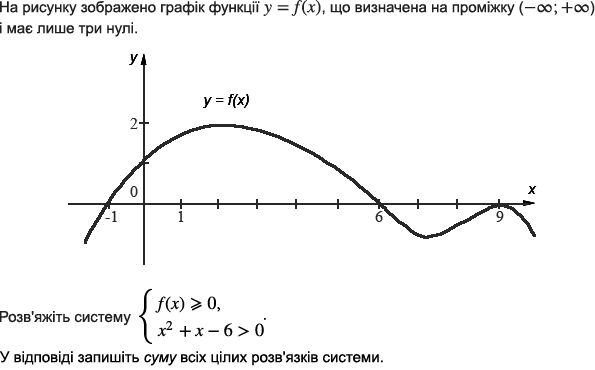 На рисунку зображено графік функції y = f(x), що визначена на проміжку (−∞; +∞)
і має лише три нулі.
y
y = f(x)
2
0
x
-1 1 6 9
Розв'яжіть систему { f(x) ⩾ 0,
x² + x − 6 > 0 .
У відповіді запишіть суму всіх цілих розв'язків системи.